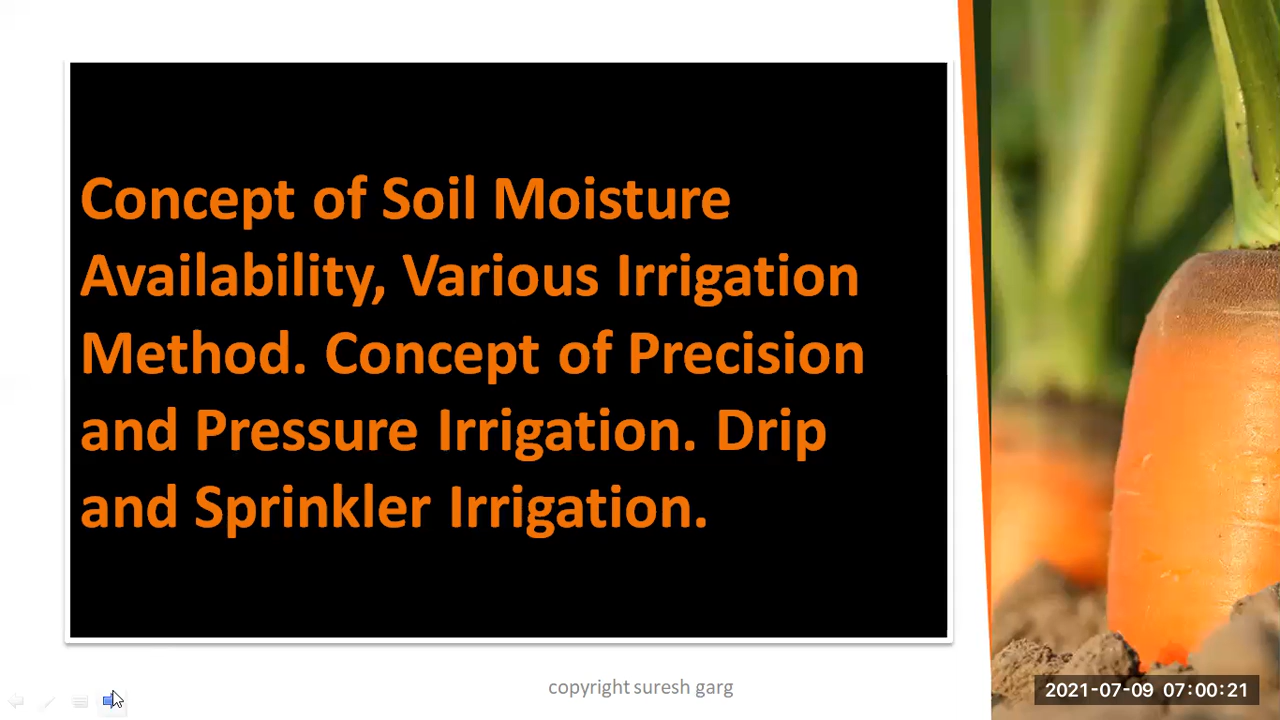 Concept of Soil Moisture
Availability, Various Irrigation
Method. Concept of Precision
and Pressure Irrigation. Drip
and Sprinkler Irrigation.
copyright suresh garg
2021-07-09 07:00:21